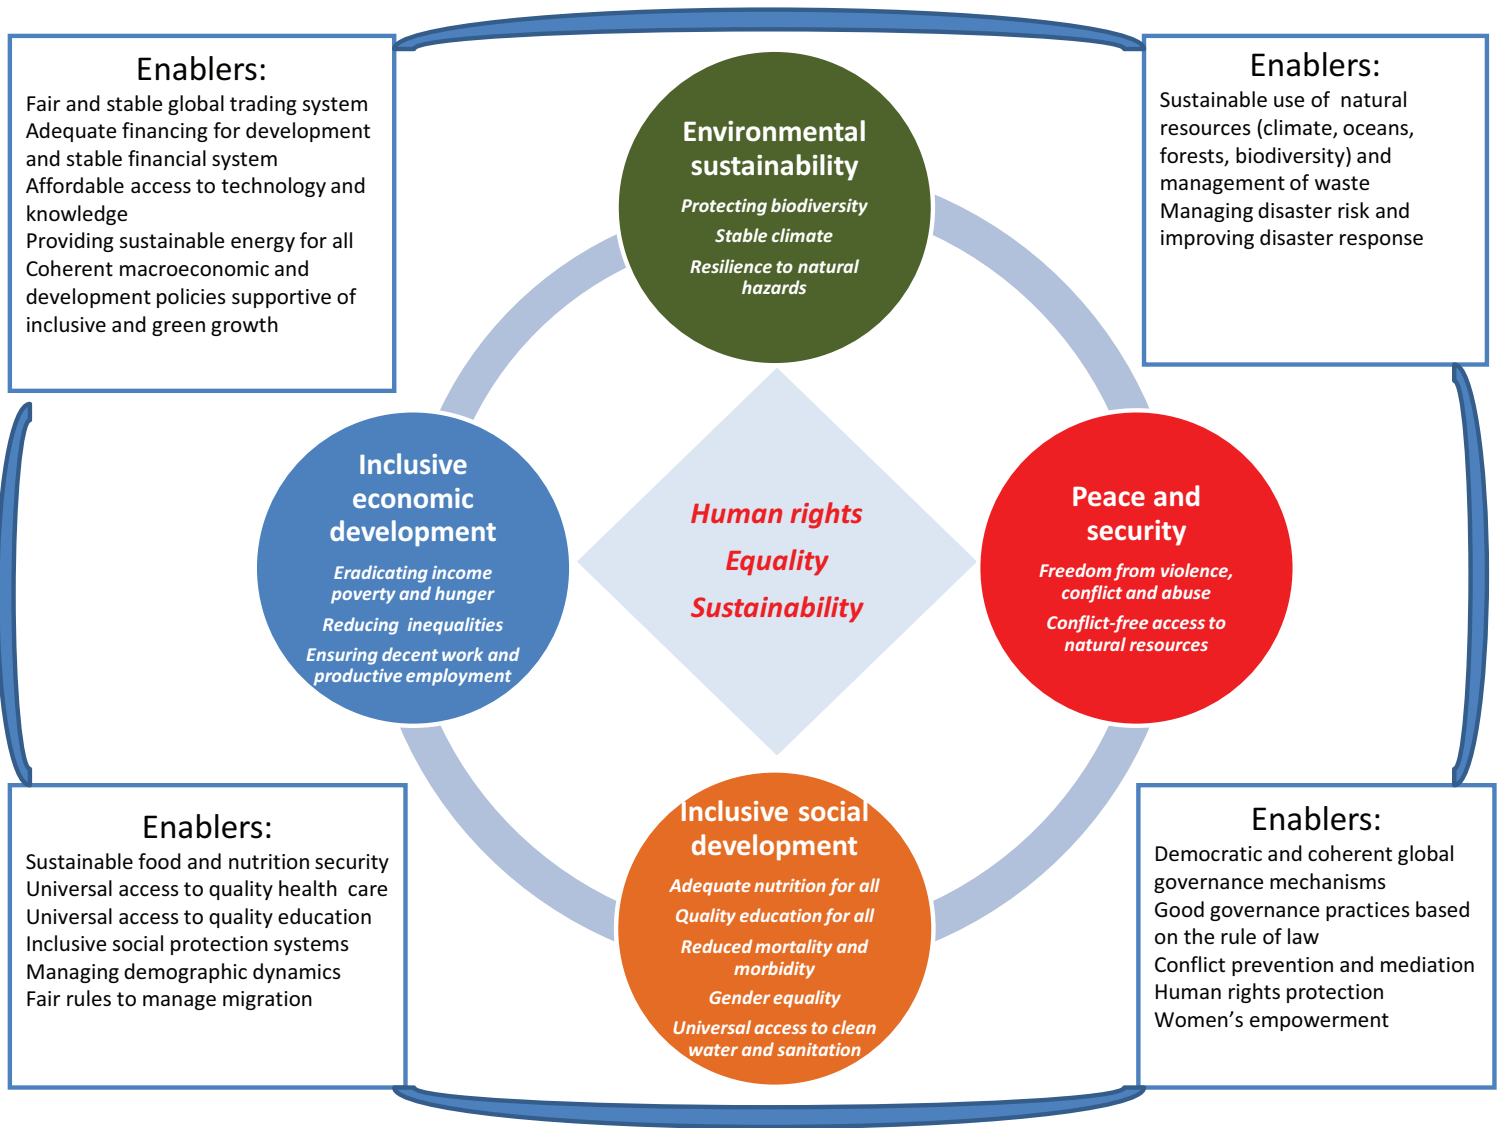 Enablers:
Fair and stable global trading system
Adequate financing for development
and stable financial system
Affordable access to technology and
knowledge
Providing sustainable energy for all
Coherent macroeconomic and
development policies supportive of
inclusive and green growth
Environmental
sustainability
Protecting biodiversity
Stable climate
Resilience to natural
hazards
Enablers:
Sustainable use of natural
resources (climate, oceans,
forests, biodiversity) and
management of waste
Managing disaster risk and
improving disaster response
Inclusive
economic
development
Eradicating income
poverty and hunger
Reducing inequalities
Ensuring decent work and
productive employment
Human rights
Equality
Sustainability
Peace and
security
Freedom from violence,
conflict and abuse
Conflict-free access to
natural resources
Enablers:
Sustainable food and nutrition security
Universal access to quality health care
Universal access to quality education
Inclusive social protection systems
Managing demographic dynamics
Fair rules to manage migration
Inclusive social
development
Adequate nutrition for all
Quality education for all
Reduced mortality and
morbidity
Gender equality
Universal access to clean
water and sanitation
Enablers:
Democratic and coherent global
governance mechanisms
Good governance practices based
on the rule of law
Conflict prevention and mediation
Human rights protection
Women’s empowerment